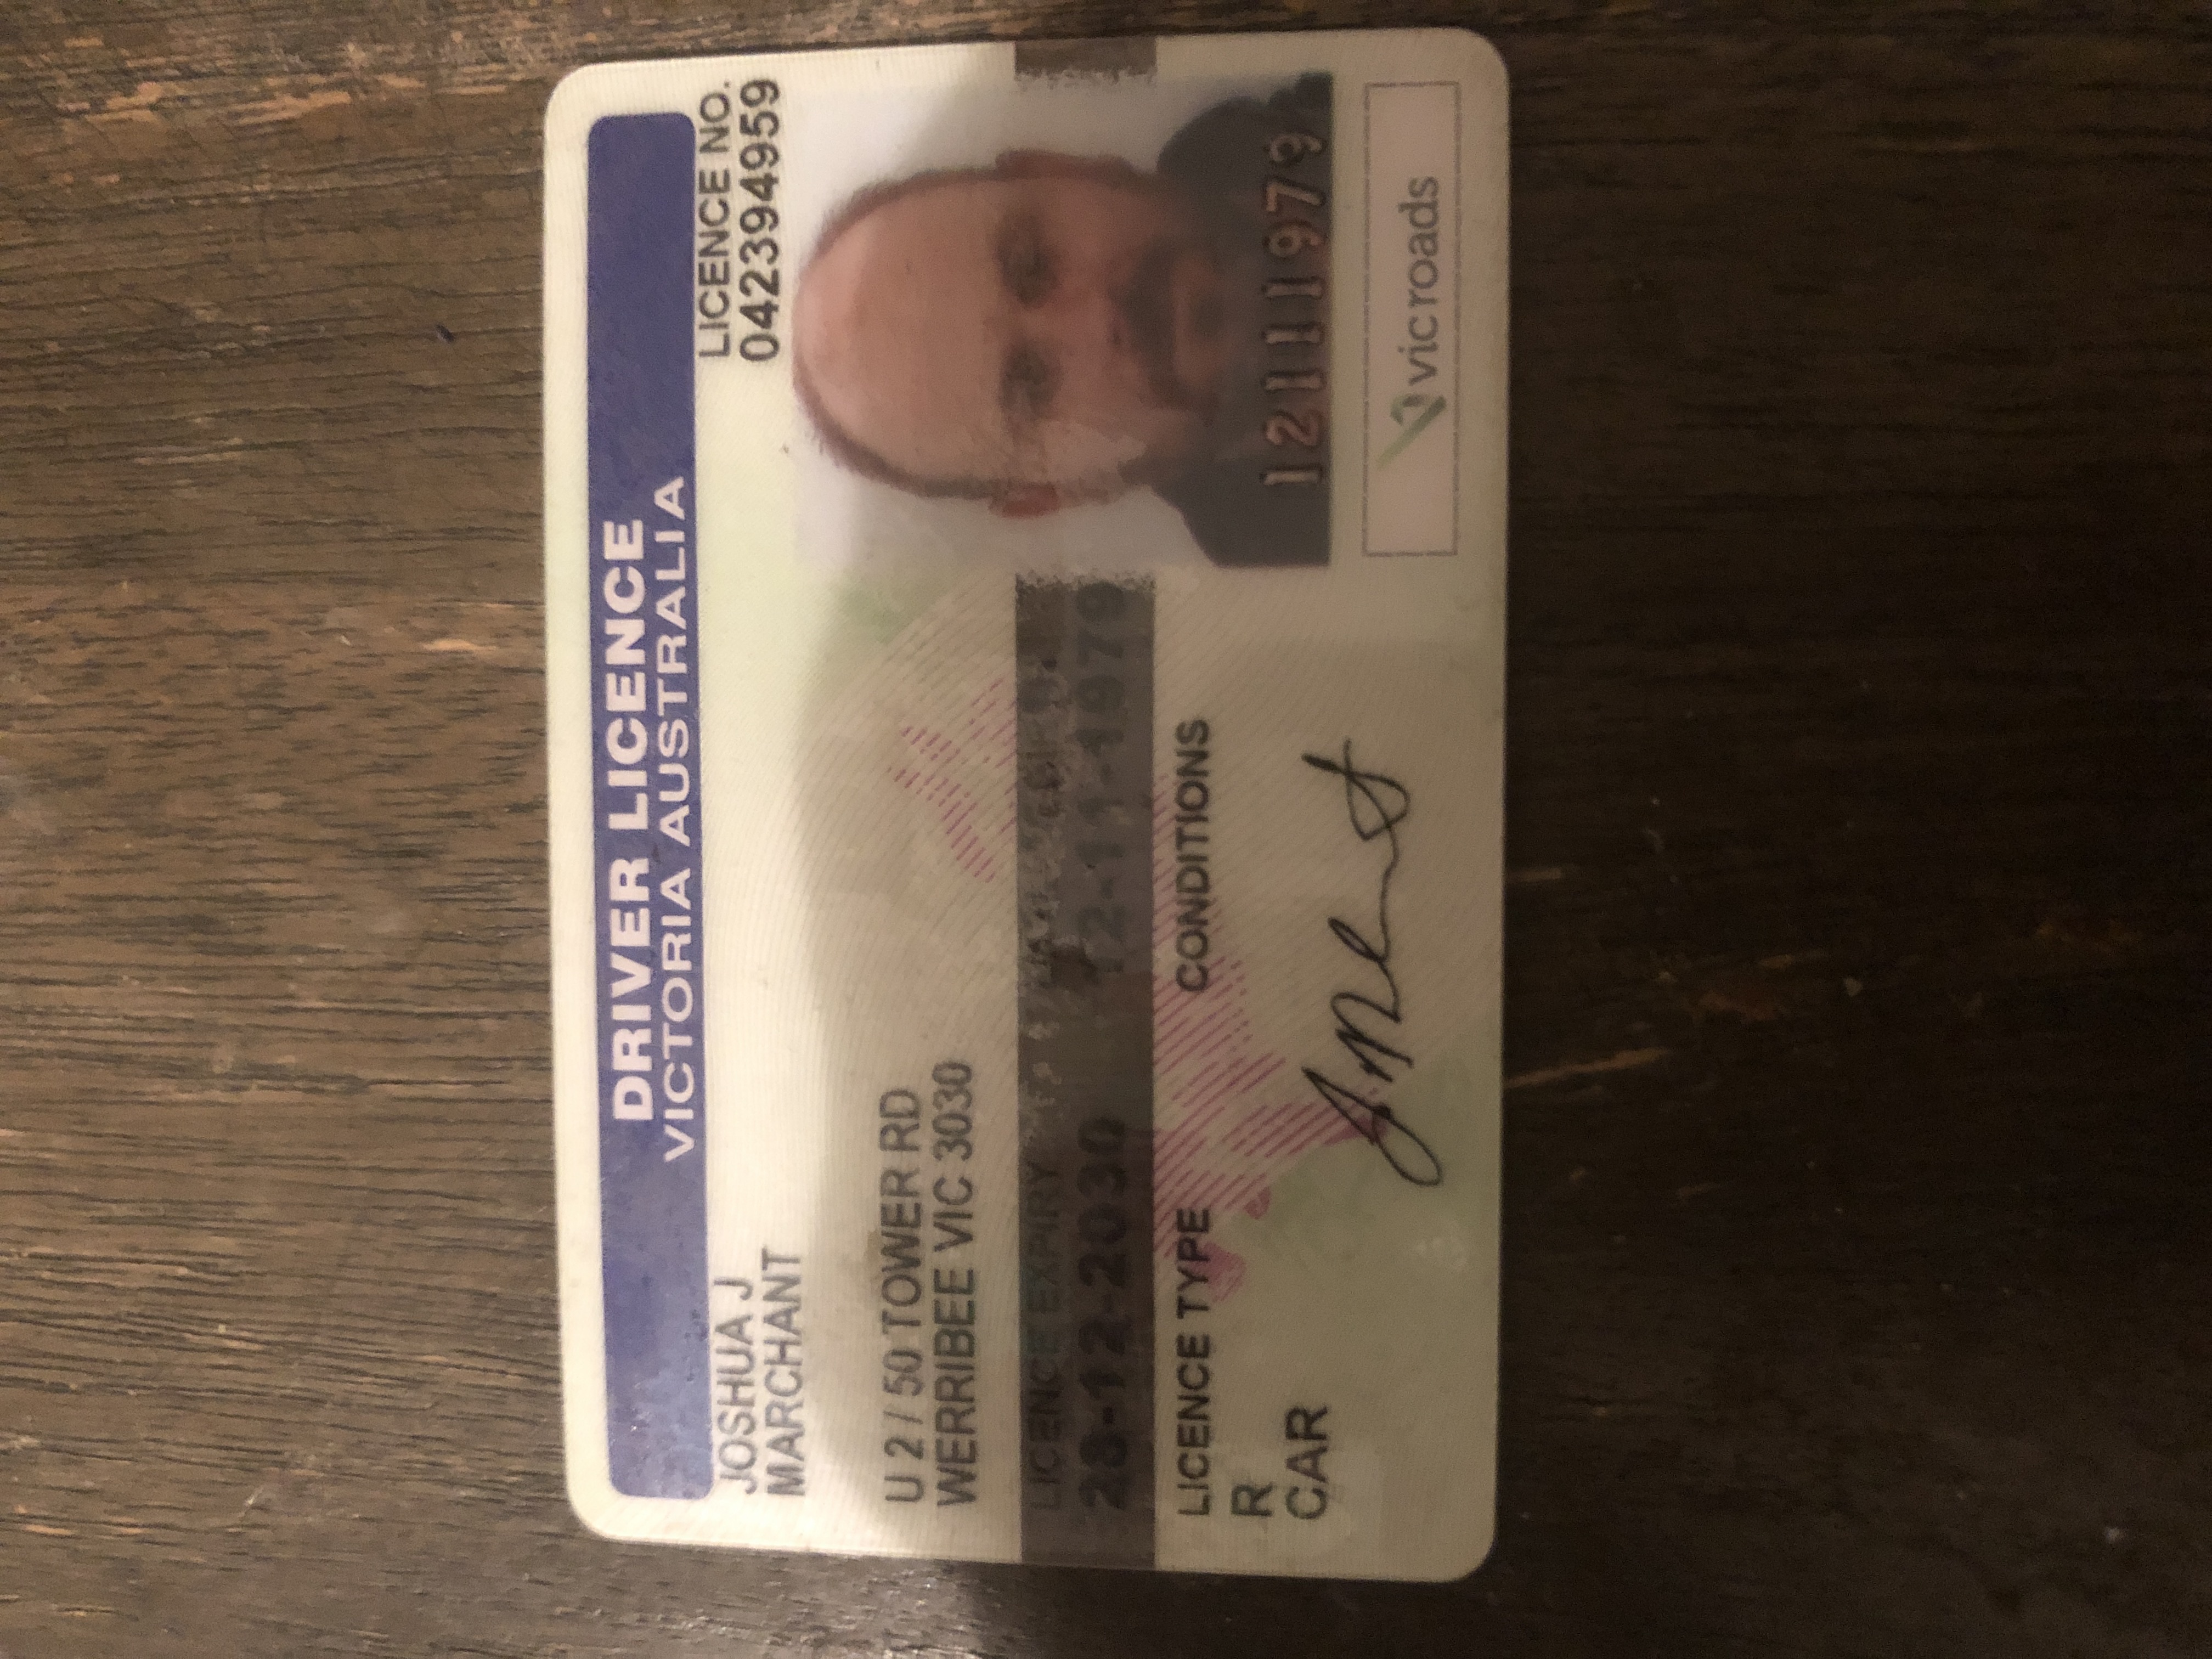 DRIVER LICENCE
VICTORIA AUSTRALIA
JOSHUA J
MARCHANT
LICENCE NO.
042394959
U 2 / 50 TOWER RD
WERRIBEE VIC 3030
LICENCE EXPIRY
28-12-2030 12-11-1979
LICENCE TYPE CONDITIONS
R
CAR
12111979
vicroads